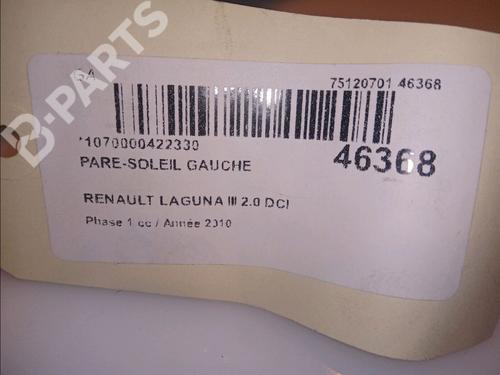 SA
75120701 46368
*1070000422330
46368
PARE-SOLEIL GAUCHE
RENAULT LAGUNA III 2.0 DCI
Phase 1 cc / Année 2010
B-PARTS